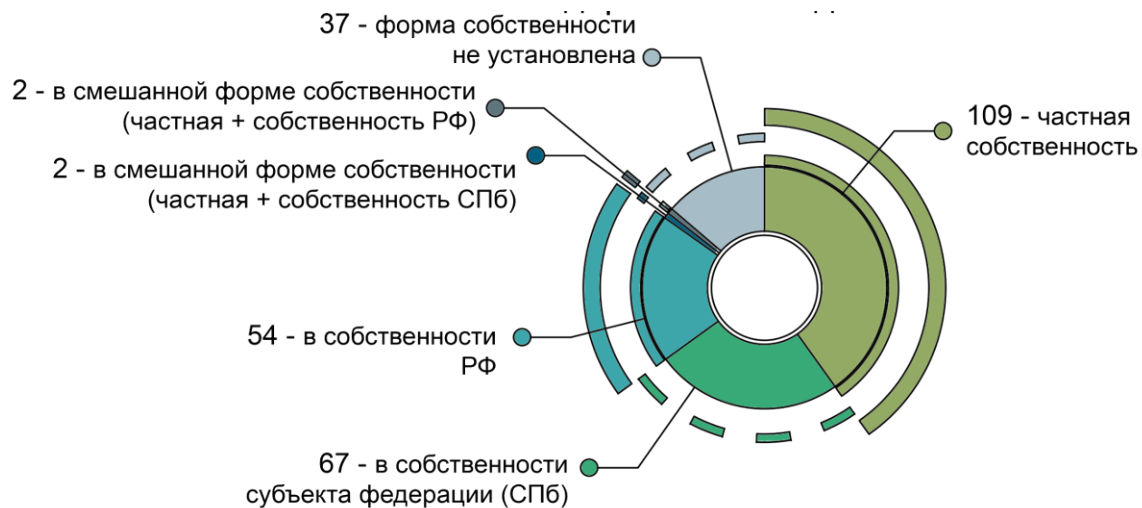 37 - форма собственности
не установлена
2 - в смешанной форме собственности
(частная + собственность РФ)
2 - в смешанной форме собственности
(частная + собственность СПб)
109 - частная
собственность
54 - в собственности
РФ
67 - в собственности
субъекта федерации (СПб)